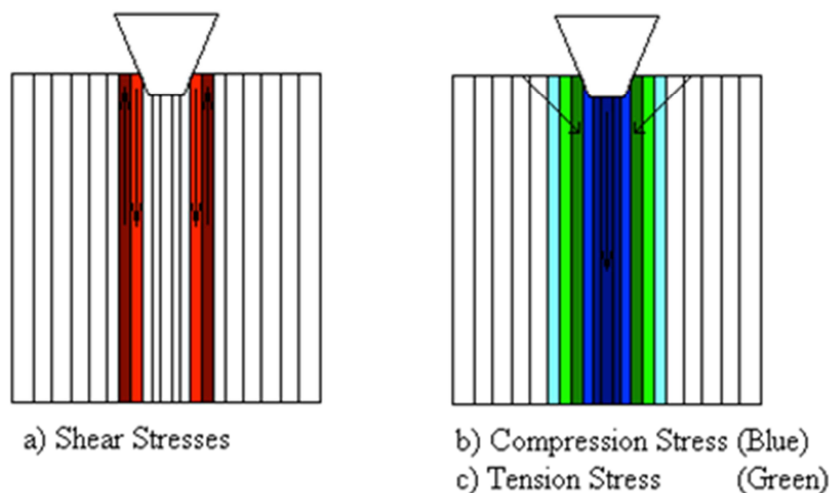 a) Shear Stresses
b) Compression Stress (Blue)
c) Tension Stress (Green)